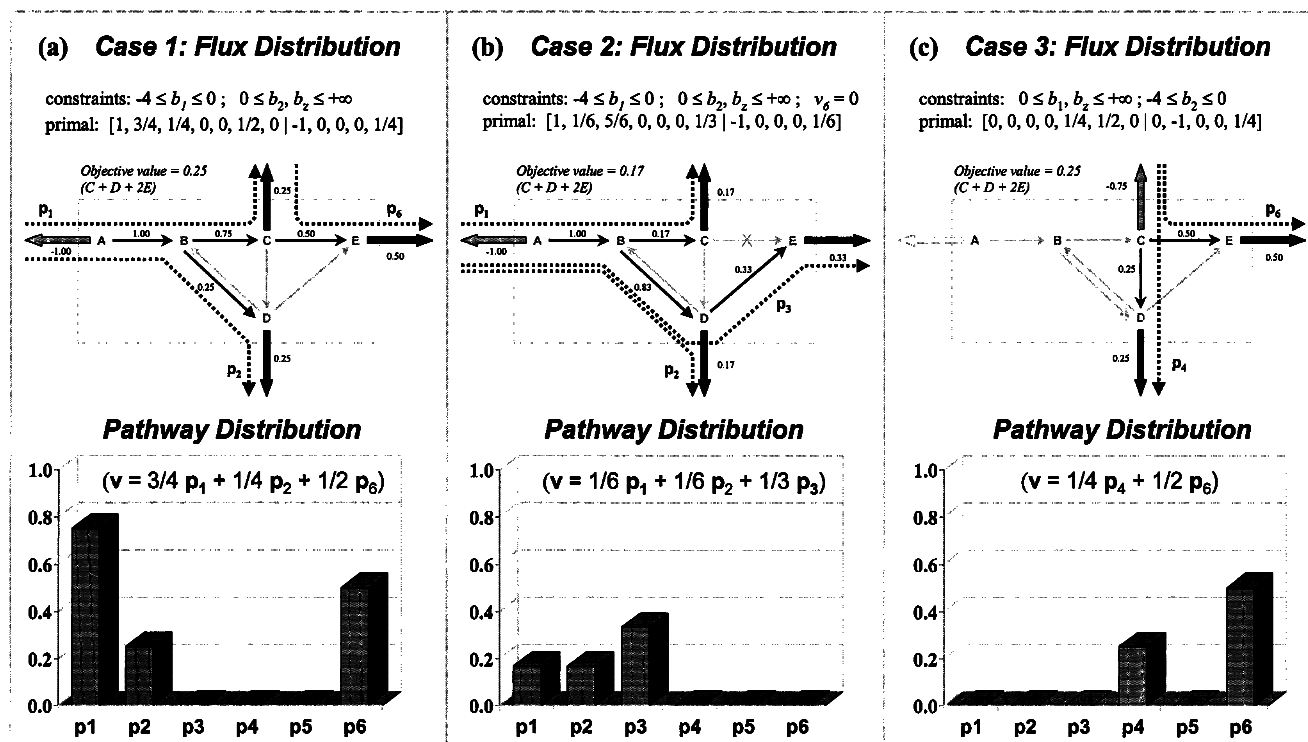 (a) Case 1: Flux Distribution
constraints: -4 ≤ b1 ≤ 0 ; 0 ≤ b2, bz ≤ +∞
primal: [1, 3/4, 1/4, 0, 0, 1/2, 0 | -1, 0, 0, 0, 1/4]
Objective value = 0.25
(C + D + 2E)
0.25
p1
p6
A
1.00
B
0.75
C
0.50
E
-1.00
0.50
0.25
D
0.25
p2
Pathway Distribution
(v = 3/4 p1 + 1/4 p2 + 1/2 p6)
1.0
0.8
0.6
0.4
0.2
0.0
p1 p2 p3 p4 p5 p6
(b) Case 2: Flux Distribution
constraints: -4 ≤ b1 ≤ 0 ; 0 ≤ b2, bz ≤ +∞ ; v6 = 0
primal: [1, 1/6, 5/6, 0, 0, 0, 1/3 | -1, 0, 0, 0, 1/6]
Objective value = 0.17
(C + D + 2E)
0.17
p1
A
1.00
B
0.17
C
X
E
-1.00
0.33
0.83
0.33
D
p3
0.17
p2
Pathway Distribution
(v = 1/6 p1 + 1/6 p2 + 1/3 p3)
1.0
0.8
0.6
0.4
0.2
0.0
p1 p2 p3 p4 p5 p6
(c) Case 3: Flux Distribution
constraints: 0 ≤ b1, bz ≤ +∞ ; -4 ≤ b2 ≤ 0
primal: [0, 0, 0, 0, 1/4, 1/2, 0 | 0, -1, 0, 0, 1/4]
Objective value = 0.25
(C + D + 2E)
-0.75
p6
A
B
C
0.50
E
0.50
0.25
D
0.25
p4
Pathway Distribution
(v = 1/4 p4 + 1/2 p6)
1.0
0.8
0.6
0.4
0.2
0.0
p1 p2 p3 p4 p5 p6